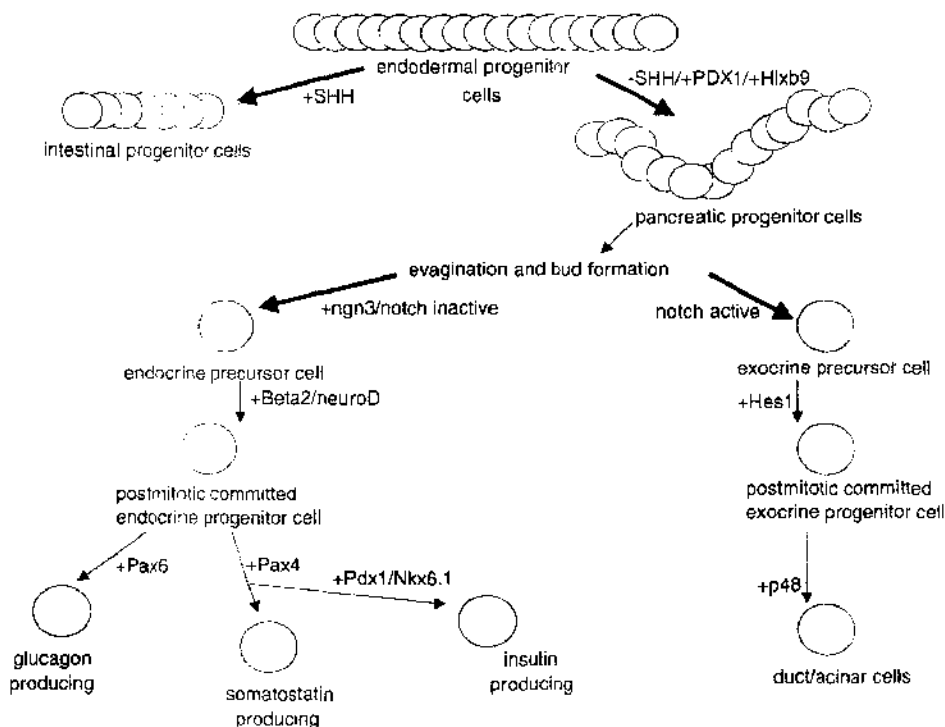 endodermal progenitor
cells
+SHH
-SHH/+PDX1/+Hlxb9
intestinal progenitor cells
pancreatic progenitor cells
evagination and bud formation
+ngn3/notch inactive
notch active
endocrine precursor cell
exocrine precursor cell
+Beta2/neuroD
+Hes1
postmitotic committed
endocrine progenitor cell
postmitotic committed
exocrine progenitor cell
+Pax6
+Pax4
+Pdx1/Nkx6.1
+p48
glucagon
producing
somatostatin
producing
insulin
producing
duct/acinar cells